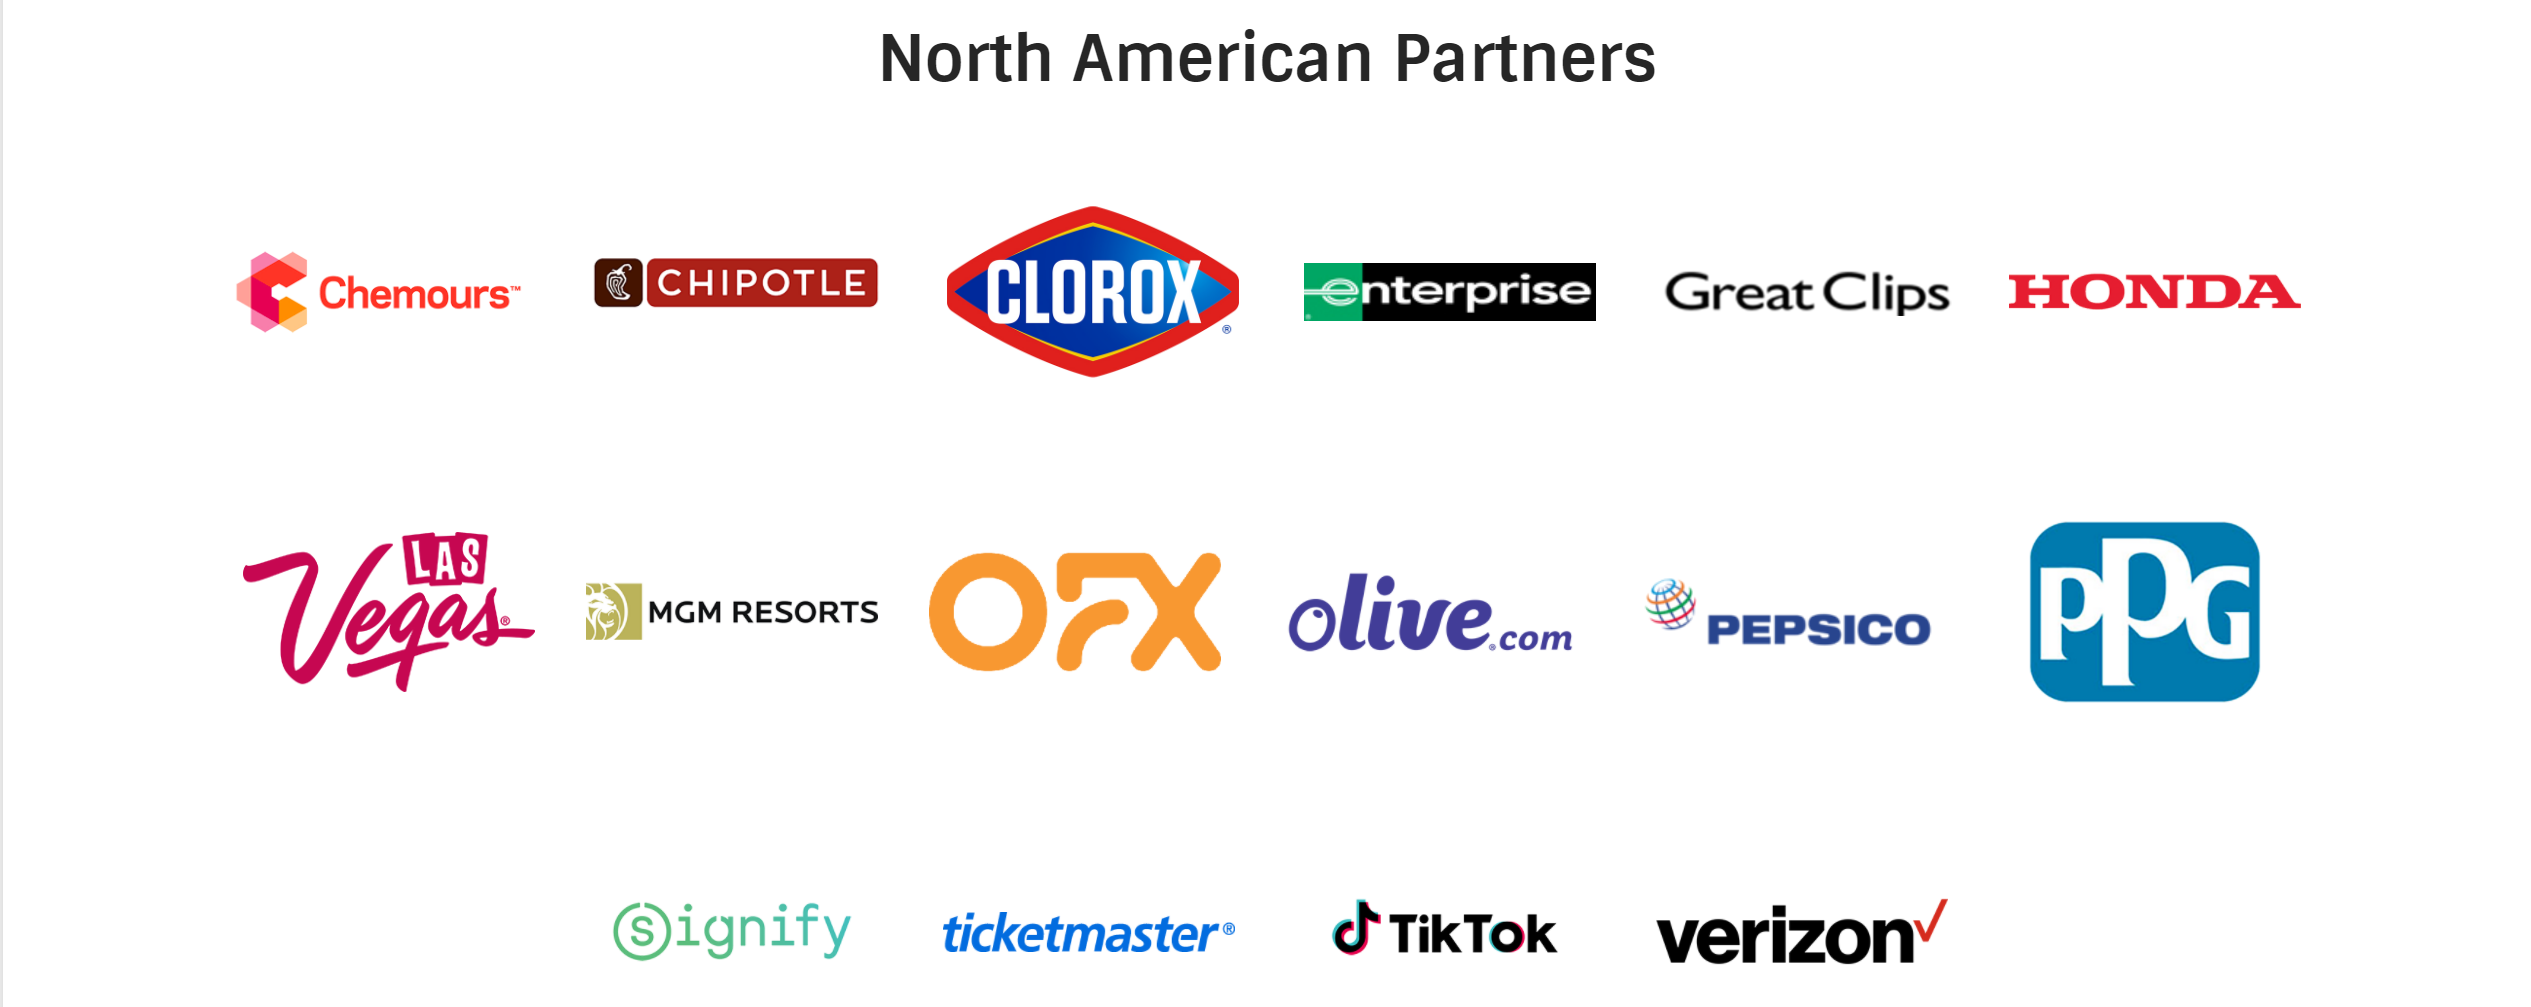 North American Partners
Chemours™
CHIPOTLE
CLOROX®
enterprise®
Great Clips
HONDA
LAS Vegas®
MGM RESORTS
OFX
olive®.com
PEPSICO
PPG
Signify
ticketmaster®
TikTok
verizon✓